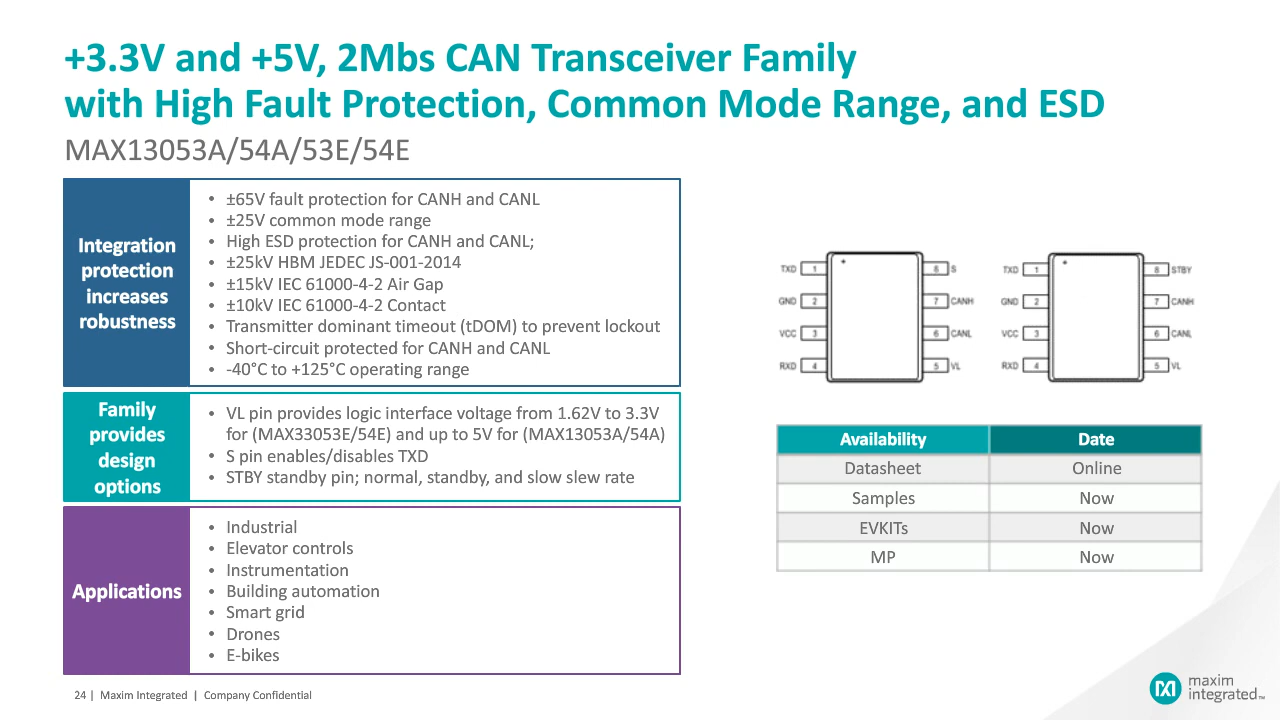 +3.3V and +5V, 2Mbs CAN Transceiver Family
with High Fault Protection, Common Mode Range, and ESD
MAX13053A/54A/53E/54E
Integration
protection
increases
robustness
• ±65V fault protection for CANH and CANL
• ±25V common mode range
• High ESD protection for CANH and CANL;
• ±25kV HBM JEDEC JS-001-2014
• ±15kV IEC 61000-4-2 Air Gap
• ±10kV IEC 61000-4-2 Contact
• Transmitter dominant timeout (tDOM) to prevent lockout
• Short-circuit protected for CANH and CANL
• -40°C to +125°C operating range
Family
provides
design
options
• VL pin provides logic interface voltage from 1.62V to 3.3V
for (MAX33053E/54E) and up to 5V for (MAX13053A/54A)
• S pin enables/disables TXD
• STBY standby pin; normal, standby, and slow slew rate
Applications
• Industrial
• Elevator controls
• Instrumentation
• Building automation
• Smart grid
• Drones
• E-bikes
TXD 1 8 S
GND 2 7 CANH
VCC 3 6 CANL
RXD 4 5 VL
TXD 1 8 STBY
GND 2 7 CANH
VCC 3 6 CANL
RXD 4 5 VL
Availability Date
Datasheet Online
Samples Now
EVKITs Now
MP Now
24 | Maxim Integrated | Company Confidential
maxim
integrated™